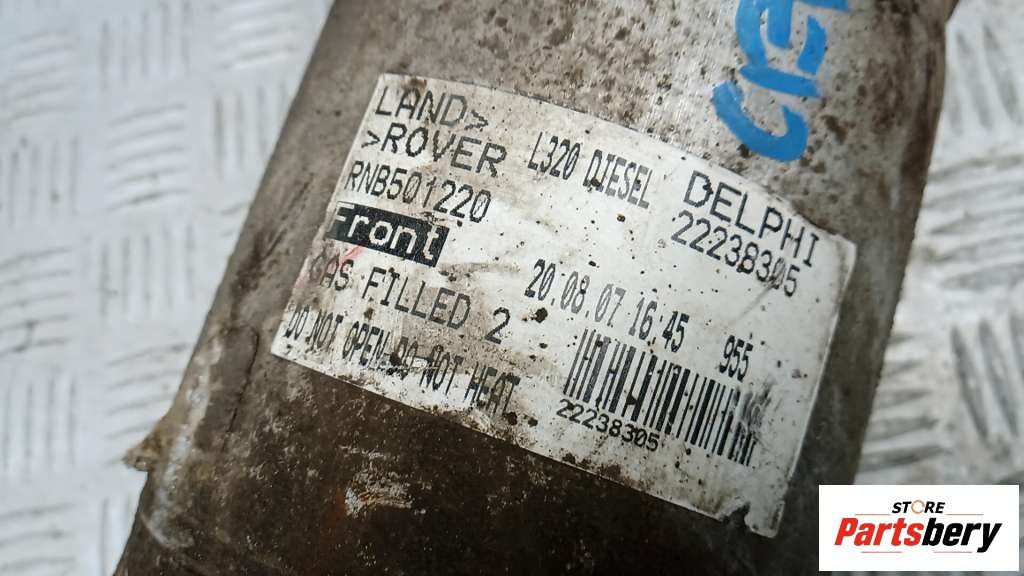 LAND>
>ROVER
L320 DIESEL
DELPHI
RNB501220
22238305
Front
GAS FILLED 2
20.08.07 16:45
955
DO NOT OPEN DO NOT HEAT
22238305
STORE
Partsbery